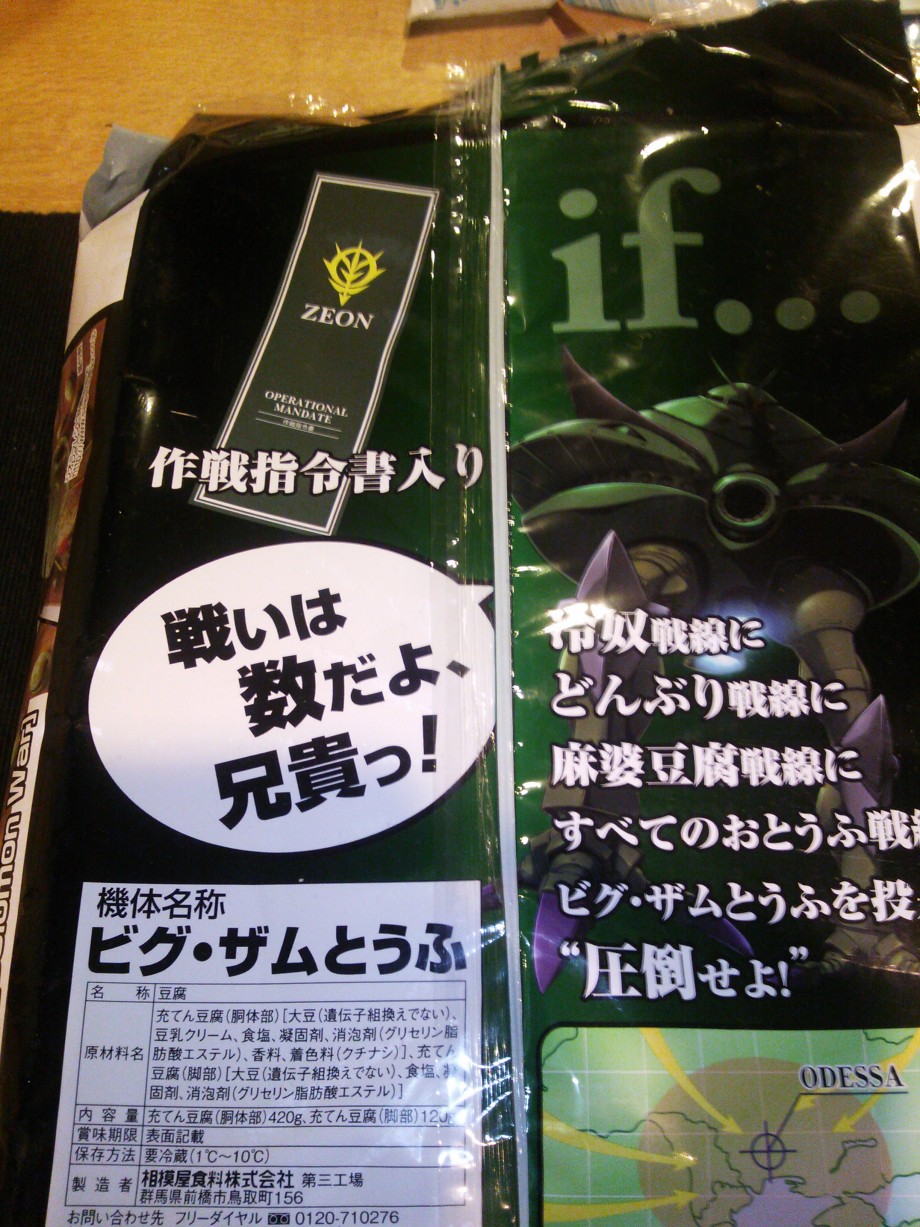 ZEON
OPERATIONAL
MANDATE
作戦指令書
作戦指令書入り
戦いは
数だよ、
兄貴っ!
機体名称
ビグ・ザムとうふ
名 称 豆腐
原材料名 充てん豆腐(胴体部)[大豆(遺伝子組換えでない)、
豆乳クリーム、食塩、凝固剤、消泡剤(グリセリン脂
肪酸エステル)、香料、着色料(クチナシ)]、充てん
豆腐(脚部)[大豆(遺伝子組換えでない)、食塩、凝
固剤、消泡剤(グリセリン脂肪酸エステル)]
内容量 充てん豆腐(胴体部)420g、充てん豆腐(脚部)120g
賞味期限 表面記載
保存方法 要冷蔵(1℃~10℃)
製造者 相模屋食料株式会社 第三工場
群馬県前橋市鳥取町156
お問い合わせ先 フリーダイヤル 0120-710276
if...
冷奴戦線に
どんぶり戦線に
麻婆豆腐戦線に
すべてのおとうふ戦
ビグ・ザムとうふを投
“圧倒せよ!”
ODESSA